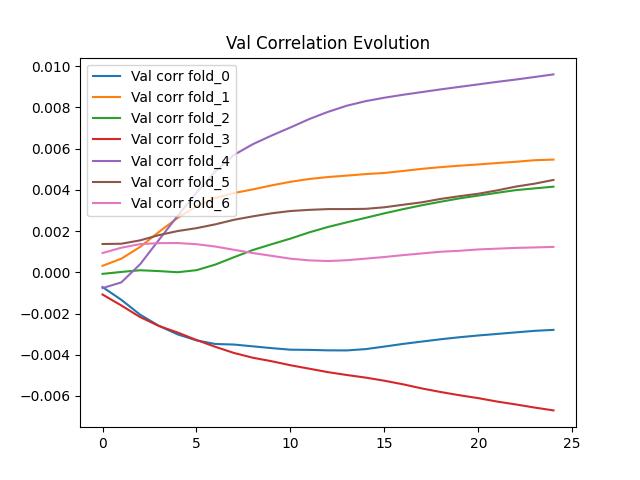 Val Correlation Evolution
0.010
0.008
0.006
0.004
0.002
0.000
−0.002
−0.004
−0.006
Val corr fold_0
Val corr fold_1
Val corr fold_2
Val corr fold_3
Val corr fold_4
Val corr fold_5
Val corr fold_6
0 5 10 15 20 25